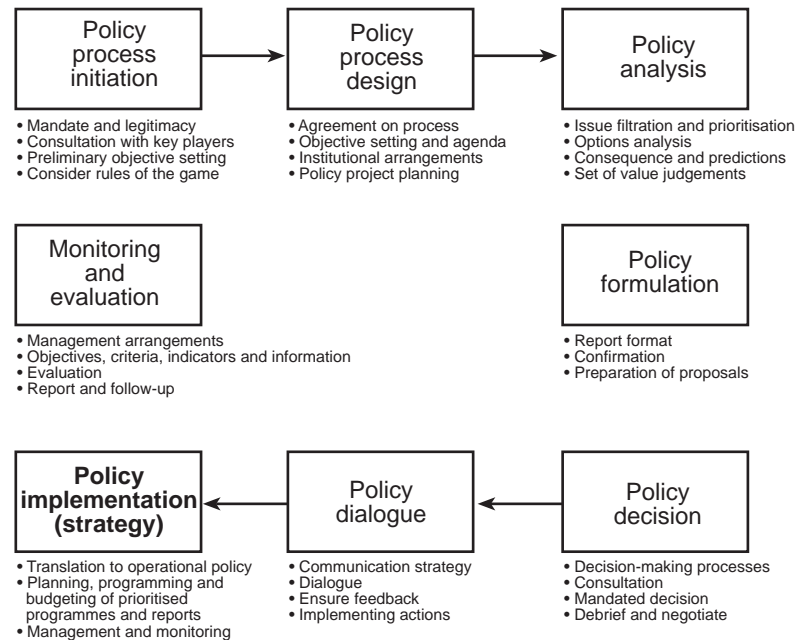 Policy
process
initiation
• Mandate and legitimacy
• Consultation with key players
• Preliminary objective setting
• Consider rules of the game
Policy
process
design
• Agreement on process
• Objective setting and agenda
• Institutional arrangements
• Policy project planning
Policy
analysis
• Issue filtration and prioritisation
• Options analysis
• Consequence and predictions
• Set of value judgements
Monitoring
and
evaluation
• Management arrangements
• Objectives, criteria, indicators and information
• Evaluation
• Report and follow-up
Policy
formulation
• Report format
• Confirmation
• Preparation of proposals
Policy
implementation
(strategy)
• Translation to operational policy
• Planning, programming and
budgeting of prioritised
programmes and reports
• Management and monitoring
Policy
dialogue
• Communication strategy
• Dialogue
• Ensure feedback
• Implementing actions
Policy
decision
• Decision-making processes
• Consultation
• Mandated decision
• Debrief and negotiate